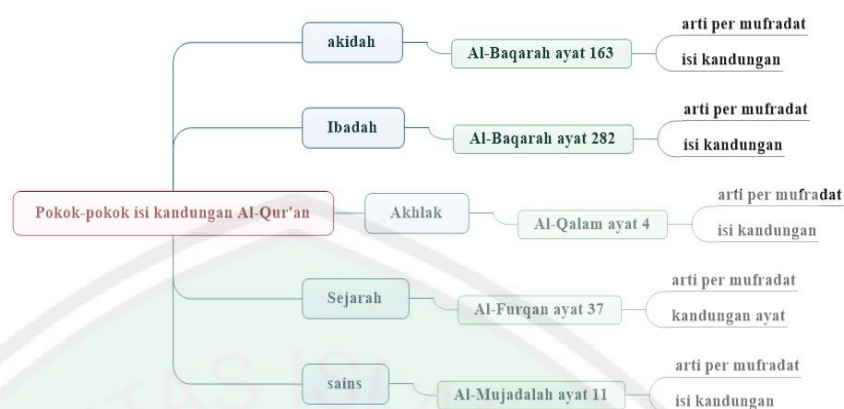 akidah
Al-Baqarah ayat 163
arti per mufradat
isi kandungan
Ibadah
Al-Baqarah ayat 282
arti per mufradat
isi kandungan
Pokok-pokok isi kandungan Al-Qur'an
Akhlak
Al-Qalam ayat 4
arti per mufradat
isi kandungan
Sejarah
Al-Furqan ayat 37
arti per mufradat
kandungan ayat
sains
Al-Mujadalah ayat 11
arti per mufradat
isi kandungan